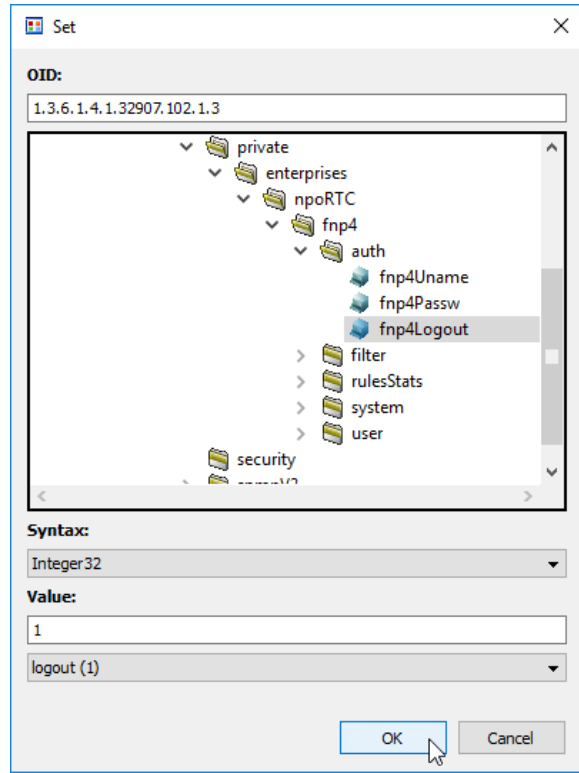 Set
OID:
1.3.6.1.4.1.32907.102.1.3
private
enterprises
npoRTC
fnp4
auth
fnp4Uname
fnp4Passw
fnp4Logout
filter
rulesStats
system
user
security
Syntax:
Integer32
Value:
1
logout (1)
OK
Cancel